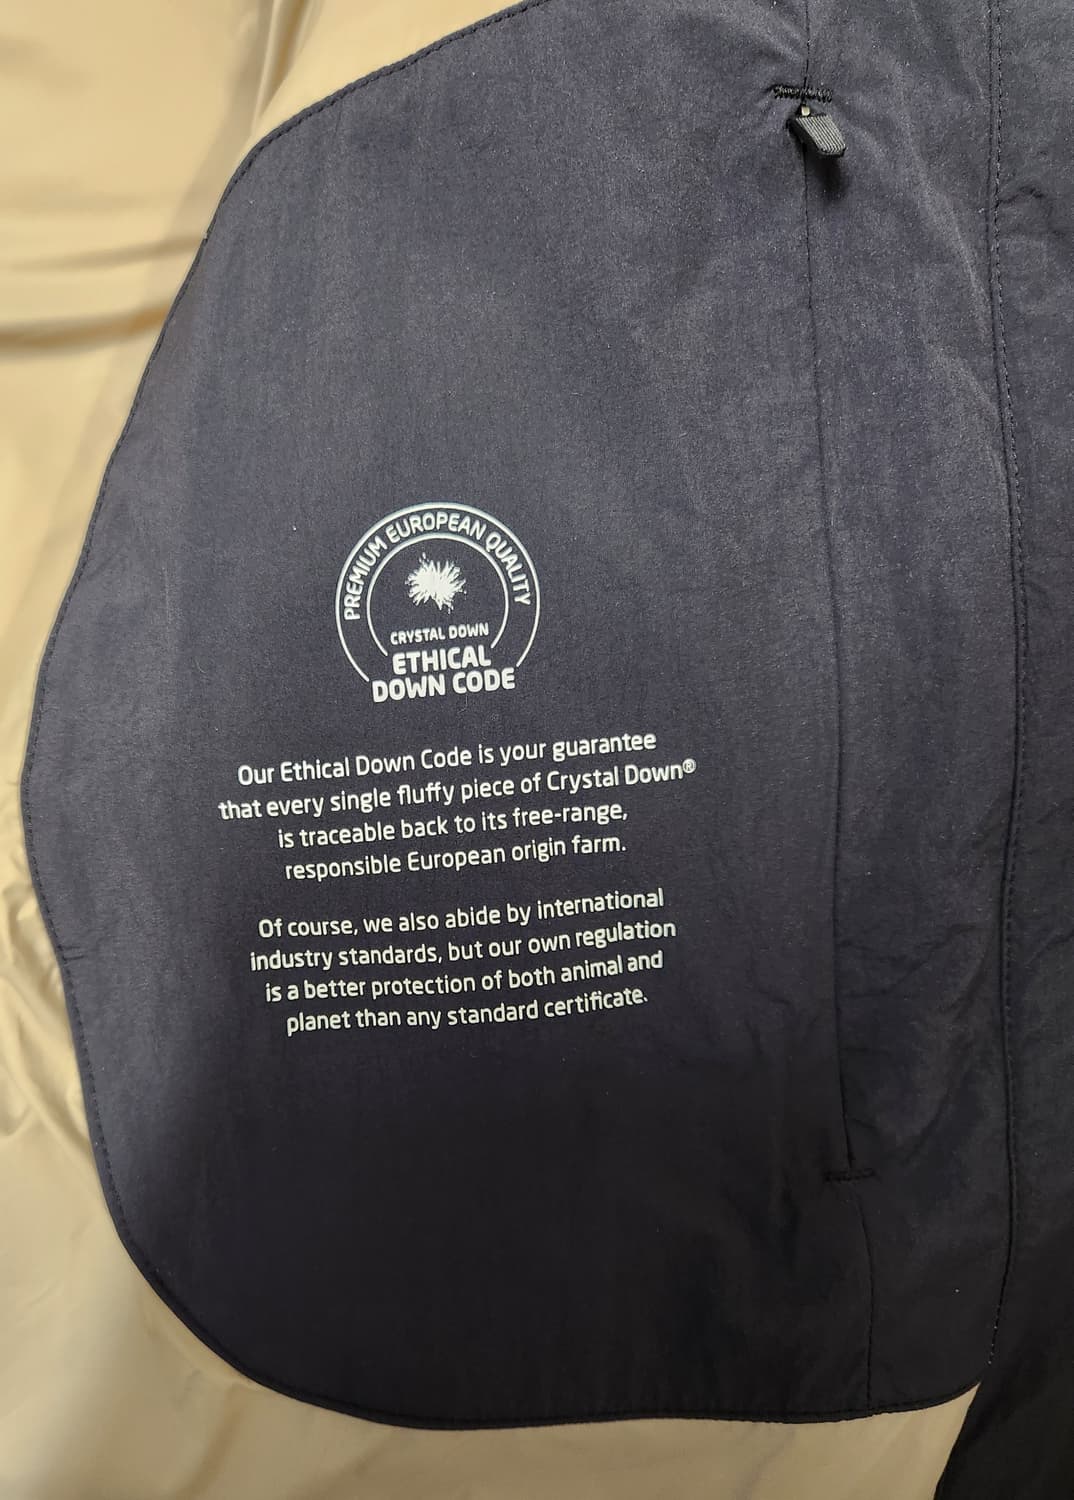 PREMIUM EUROPEAN QUALITY
CRYSTAL DOWN
ETHICAL
DOWN CODE
Our Ethical Down Code is your guarantee
that every single fluffy piece of Crystal Down®
is traceable back to its free-range,
responsible European origin farm.
Of course, we also abide by international
industry standards, but our own regulation
is a better protection of both animal and
planet than any standard certificate.